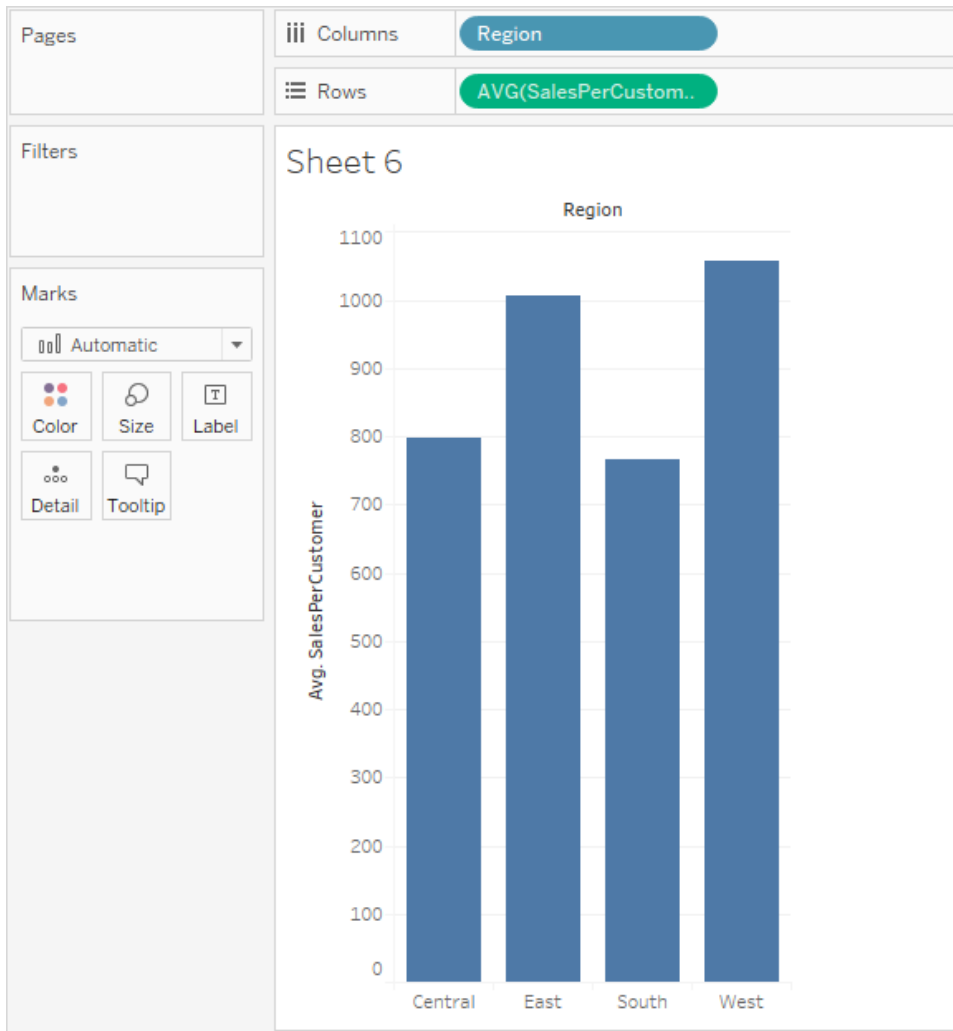 Pages
Columns
Region
Rows
AVG(SalesPerCustom..
Filters
Marks
Automatic
Color
Size
T
Label
Detail
Tooltip
Sheet 6
Region
Avg. SalesPerCustomer
1100
1000
900
800
700
600
500
400
300
200
100
0
Central East South West